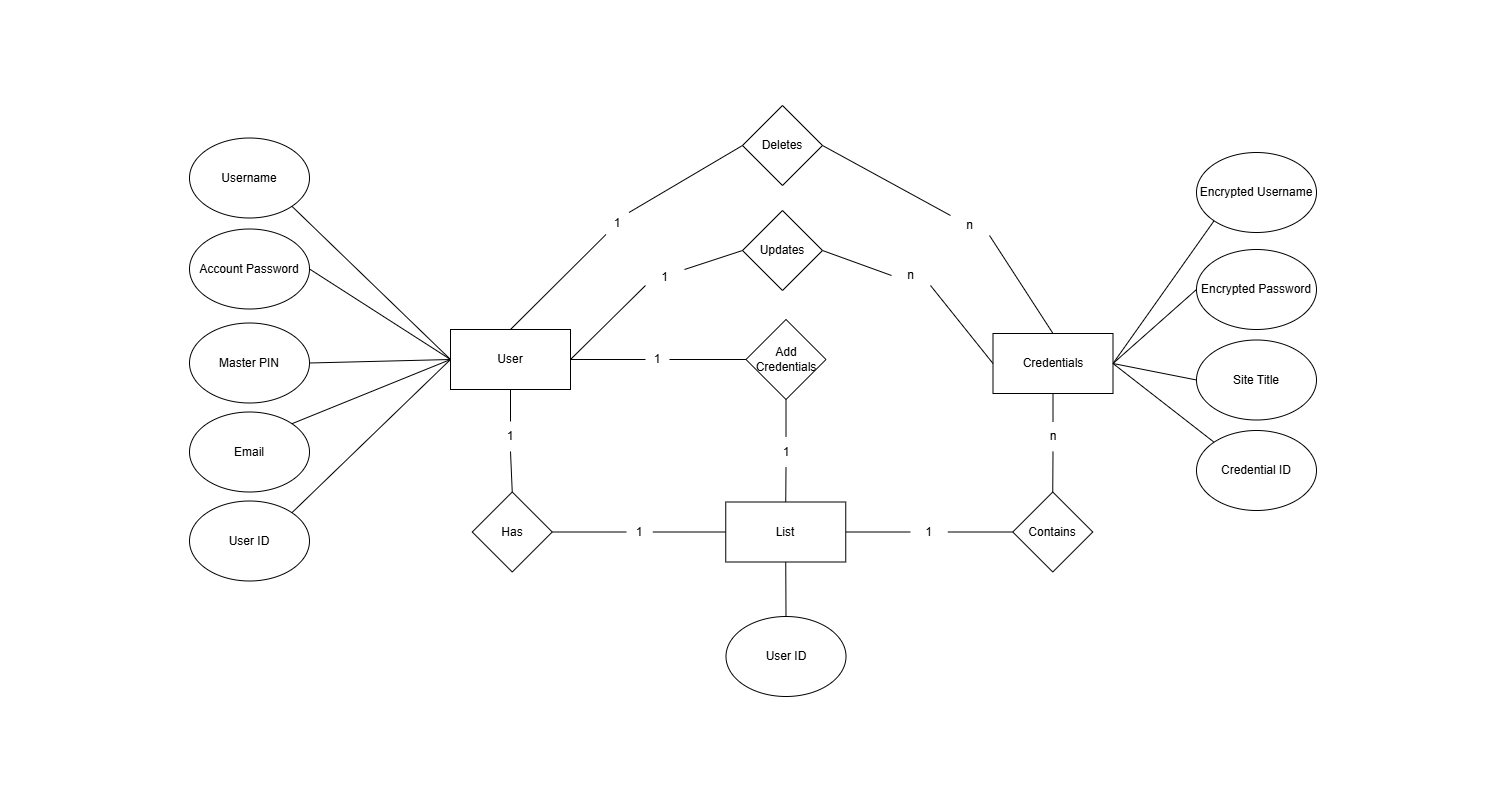 Deletes
Username
Encrypted Username
1
n
Updates
Account Password
1
n
Encrypted Password
User
1
Add
Credentials
Credentials
Master PIN
Site Title
1
1
n
Email
Credential ID
Has
1
List
1
Contains
User ID
User ID